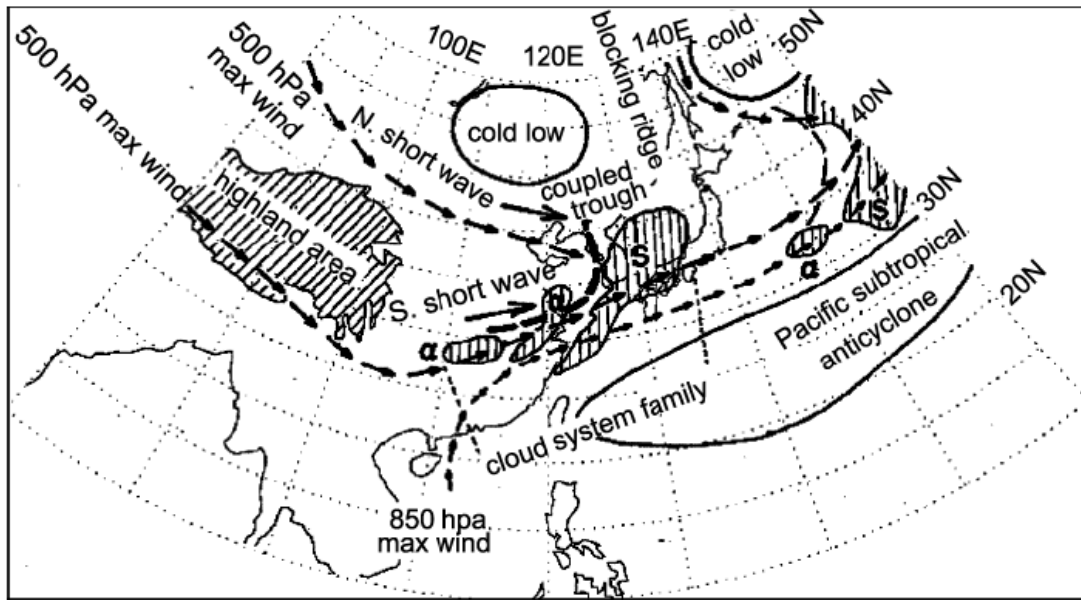 500 hPa
max wind
500 hPa max wind
100E
120E
140E
blocking ridge
cold
low
50N
40N
30N
20N
N. short wave
cold low
coupled
trough
highland area
S. short wave
S
S
α
α
α
Pacific subtropical
anticyclone
cloud system family
850 hpa
max wind